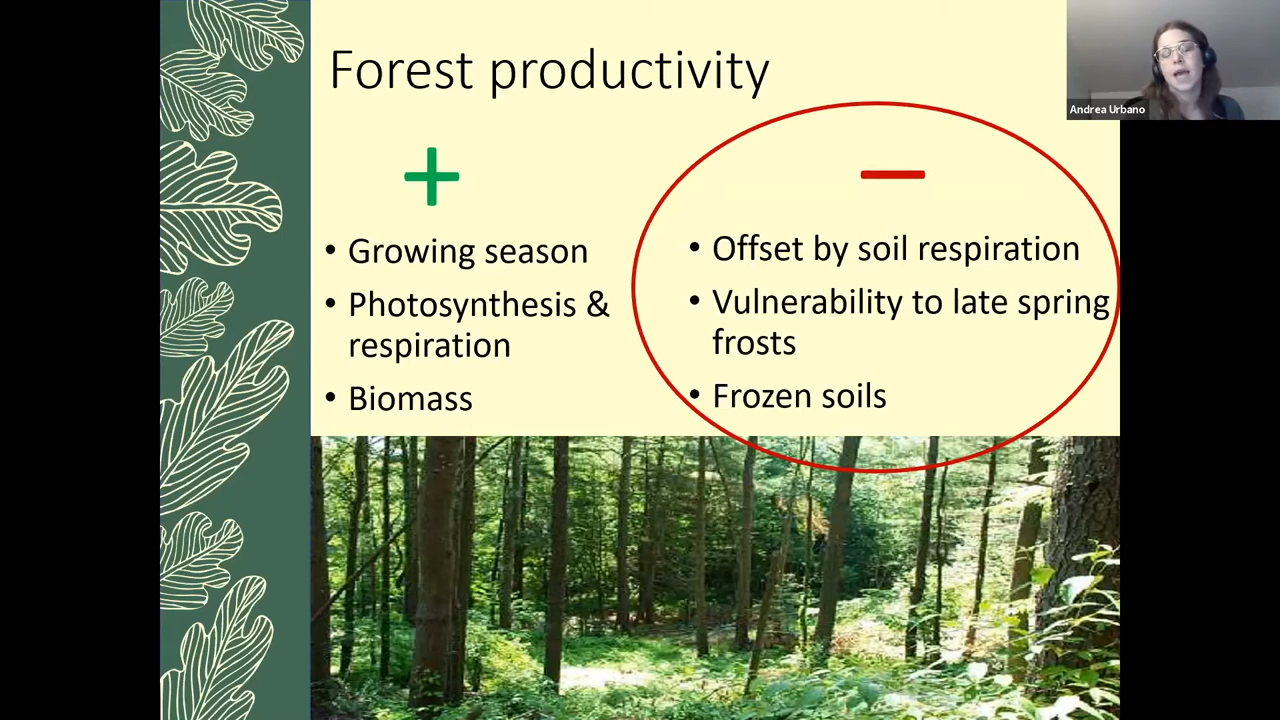 Forest productivity
Andrea Urbano
+
• Growing season
• Photosynthesis &
respiration
• Biomass
–
• Offset by soil respiration
• Vulnerability to late spring
frosts
• Frozen soils